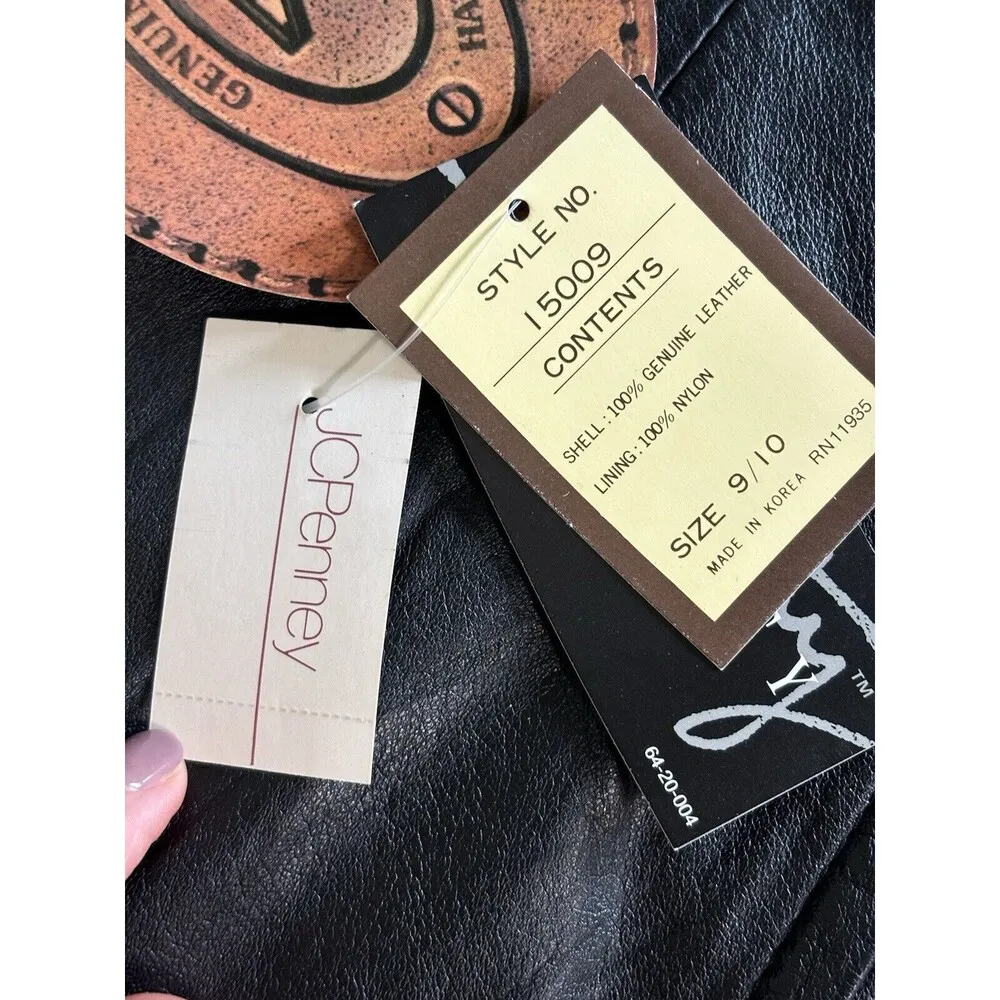 GENUIN
HA
STYLE NO.
15009
CONTENTS
SHELL: 100% GENUINE LEATHER
LINING: 100% NYLON
SIZE 9/10
MADE IN KOREA RN11935
JCPenney
Y
TM
64-20-004